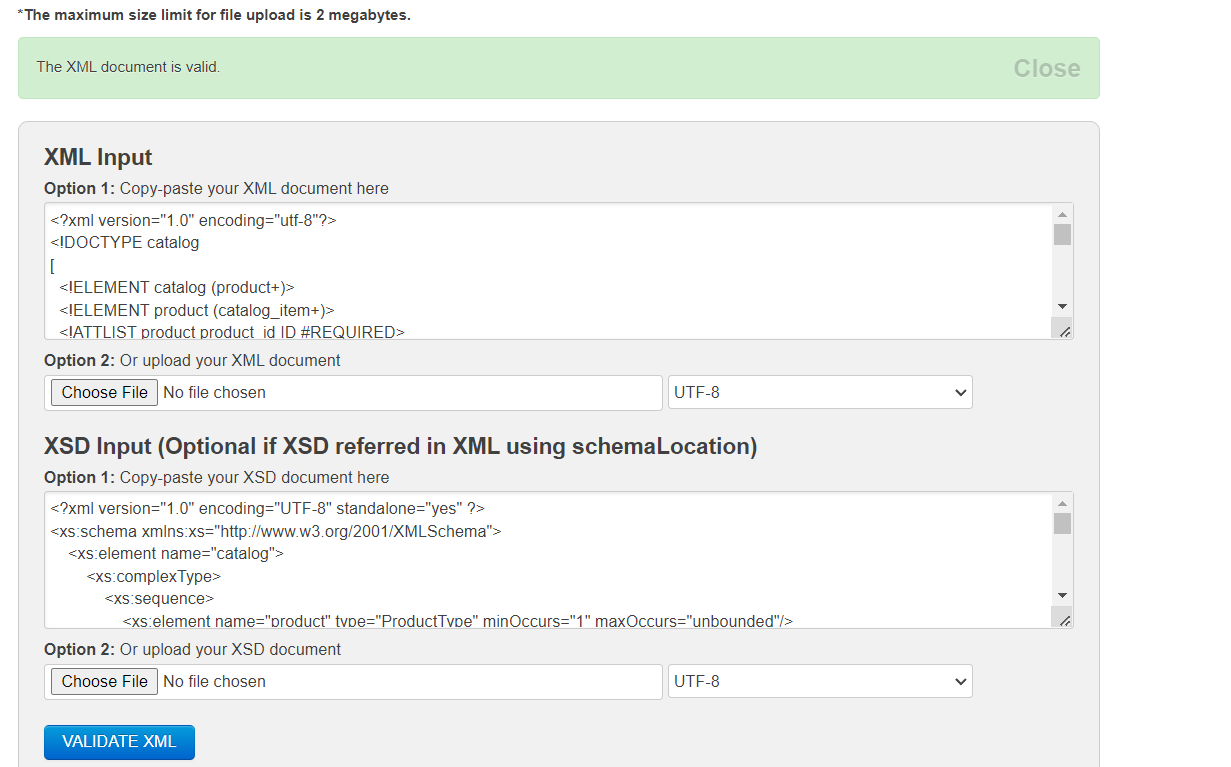 *The maximum size limit for file upload is 2 megabytes.
The XML document is valid.
Close
XML Input
Option 1: Copy-paste your XML document here
<?xml version="1.0" encoding="utf-8"?>
<!DOCTYPE catalog
[
<!ELEMENT catalog (product+)>
<!ELEMENT product (catalog_item+)>
<!ATTLIST product product_id ID #REQUIRED>
Option 2: Or upload your XML document
Choose File No file chosen
UTF-8
XSD Input (Optional if XSD referred in XML using schemaLocation)
Option 1: Copy-paste your XSD document here
<?xml version="1.0" encoding="UTF-8" standalone="yes" ?>
<xs:schema xmlns:xs="http://www.w3.org/2001/XMLSchema">
<xs:element name="catalog">
<xs:complexType>
<xs:sequence>
<xs:element name="product" type="ProductType" minOccurs="1" maxOccurs="unbounded"/>
Option 2: Or upload your XSD document
Choose File No file chosen
UTF-8
VALIDATE XML